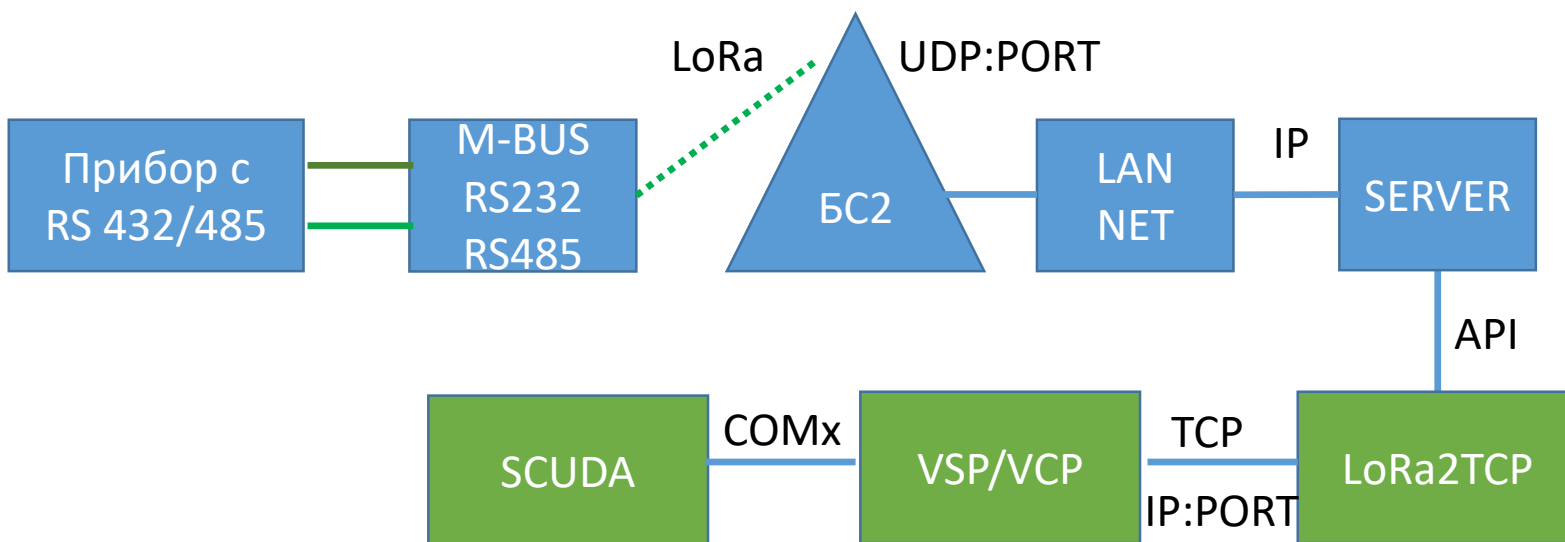 LoRa
UDP:PORT
Прибор с
RS 432/485
M-BUS
RS232
RS485
БС2
LAN
NET
IP
SERVER
API
SCUDA
COMx
VSP/VCP
TCP
IP:PORT
LoRa2TCP